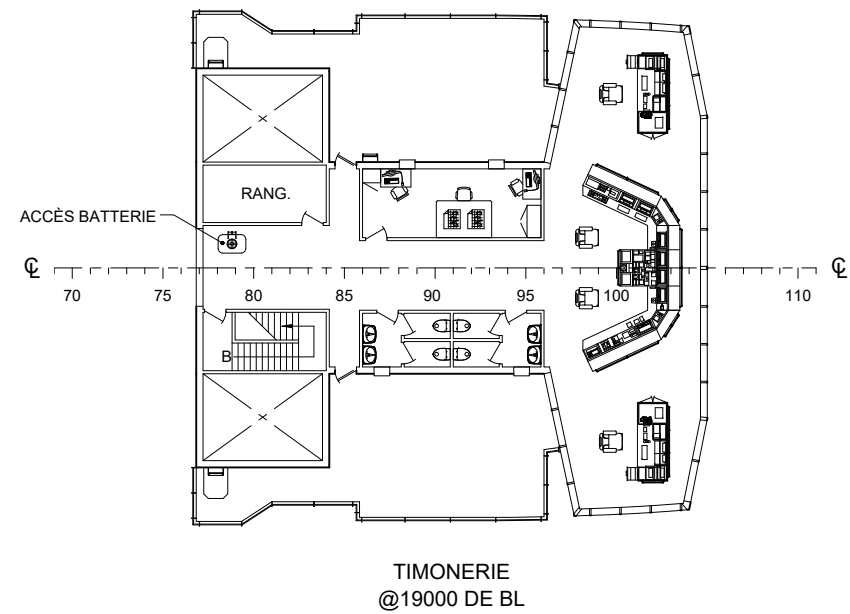 RANG.
ACCÈS BATTERIE
℄ ℄
70 75 80 85 90 95 100 110
B
TIMONERIE
@19000 DE BL